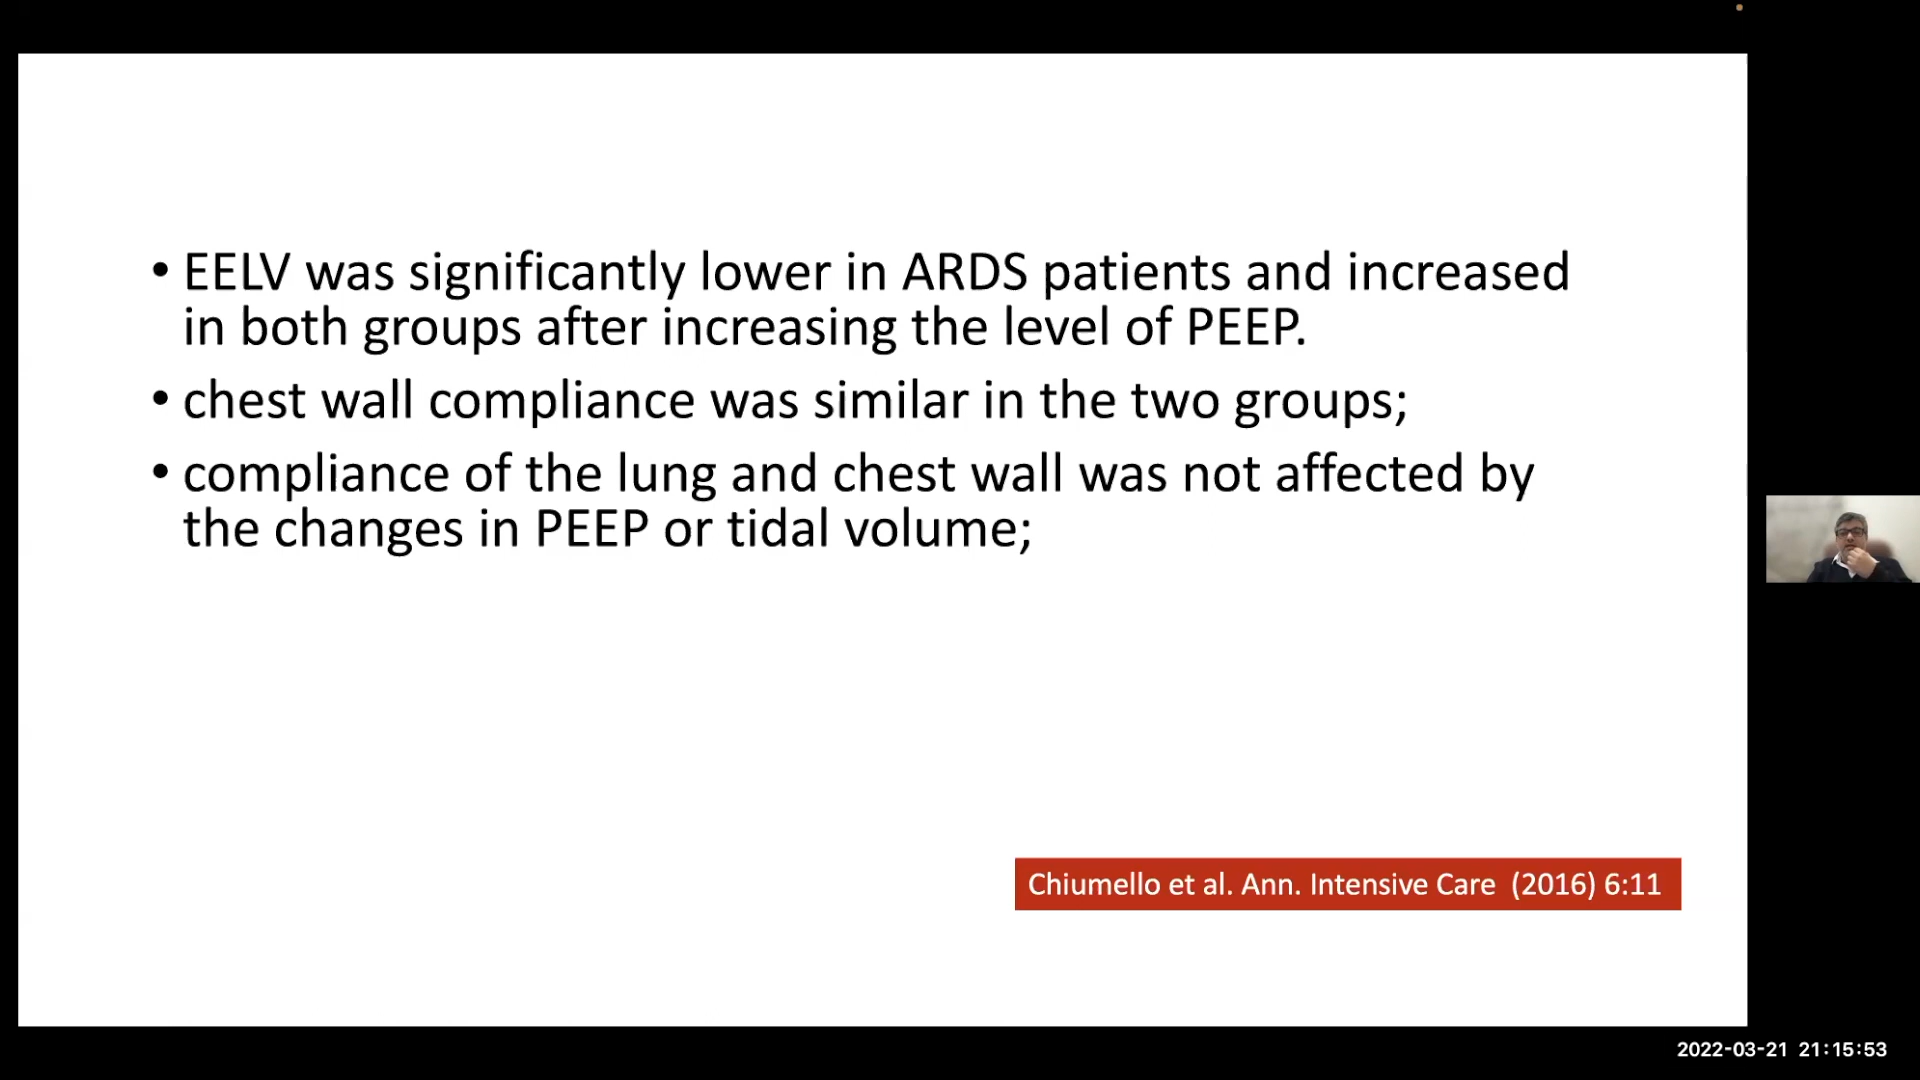 • EELV was significantly lower in ARDS patients and increased
in both groups after increasing the level of PEEP.
• chest wall compliance was similar in the two groups;
• compliance of the lung and chest wall was not affected by
the changes in PEEP or tidal volume;
Chiumello et al. Ann. Intensive Care (2016) 6:11
2022-03-21 21:15:53